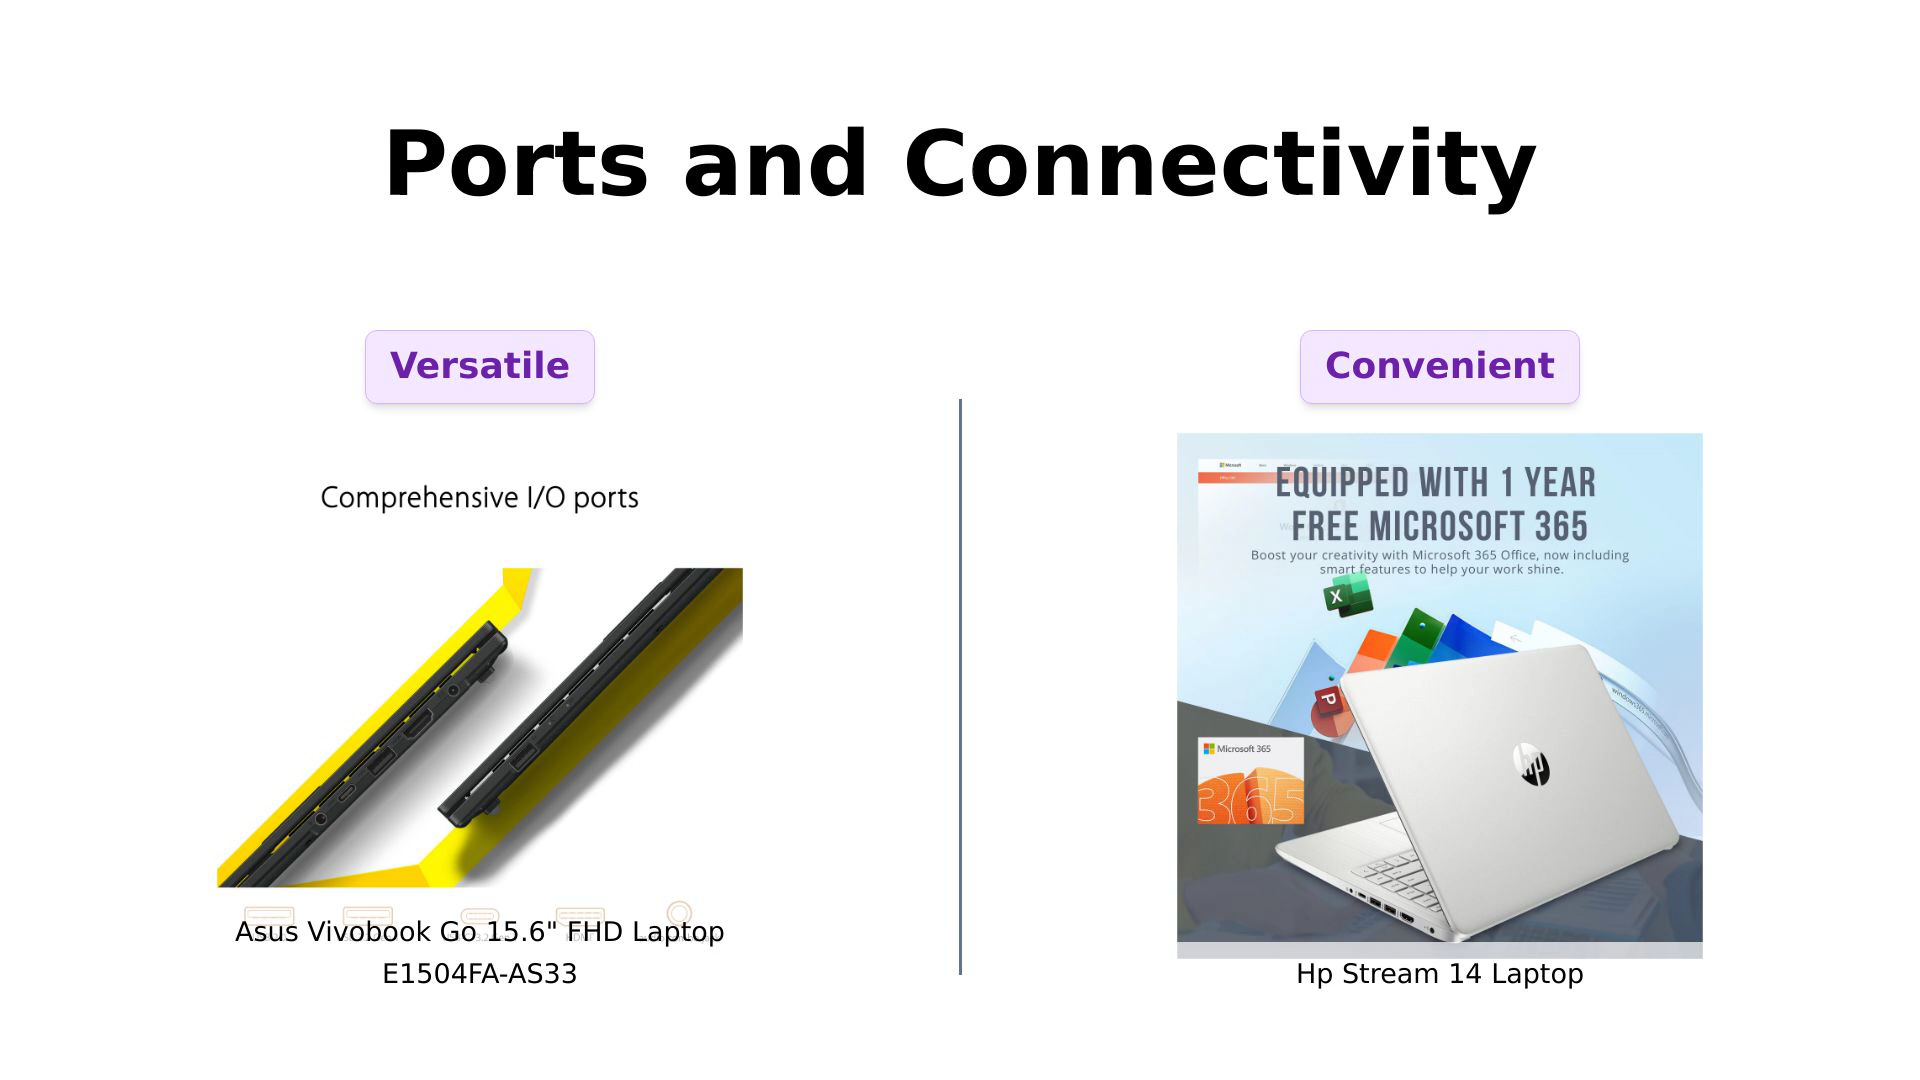 Ports and Connectivity
Versatile
Comprehensive I/O ports
Asus Vivobook Go 15.6" FHD Laptop
E1504FA-AS33
Convenient
Microsoft
EQUIPPED WITH 1 YEAR
FREE MICROSOFT 365
Boost your creativity with Microsoft 365 Office, now including
smart features to help your work shine.
X
P
Microsoft 365
365
hp
Hp Stream 14 Laptop